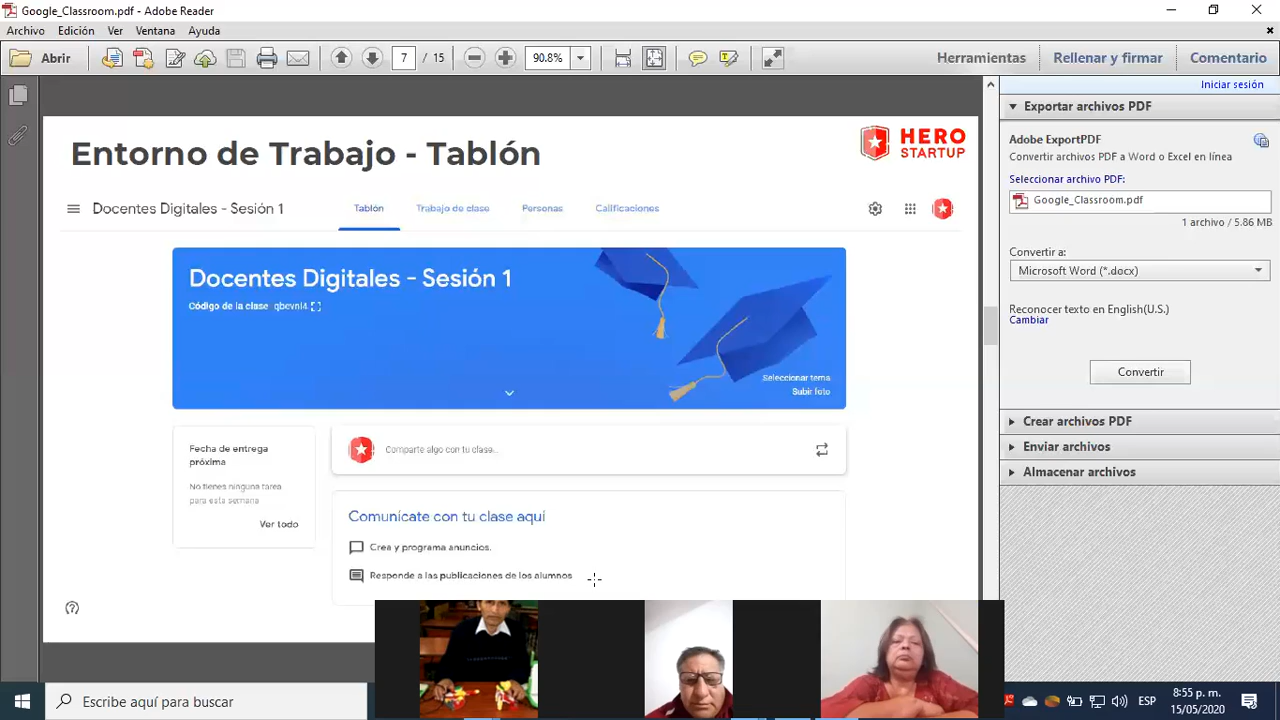 Google_Classroom.pdf - Adobe Reader
Archivo Edición Ver Ventana Ayuda
Abrir 7 / 15 90.8% Herramientas Rellenar y firmar Comentario
Iniciar sesión
Entorno de Trabajo - Tablón
HERO
STARTUP
Docentes Digitales - Sesión 1 Tablón Trabajo de clase Personas Calificaciones
Docentes Digitales - Sesión 1
Código de la clase qbcvnl4
Seleccionar tema
Subir foto
Fecha de entrega
próxima
No tienes ninguna tarea
para esta semana
Ver todo
Comparte algo con tu clase...
Comunícate con tu clase aquí
Crea y programa anuncios.
Responde a las publicaciones de los alumnos
Exportar archivos PDF
Adobe ExportPDF
Convertir archivos PDF a Word o Excel en línea
Seleccionar archivo PDF:
Google_Classroom.pdf
1 archivo / 5.86 MB
Convertir a:
Microsoft Word (*.docx)
Reconocer texto en English(U.S.)
Cambiar
Convertir
Crear archivos PDF
Enviar archivos
Almacenar archivos
Escribe aquí para buscar
ESP
8:55 p. m.
15/05/2020